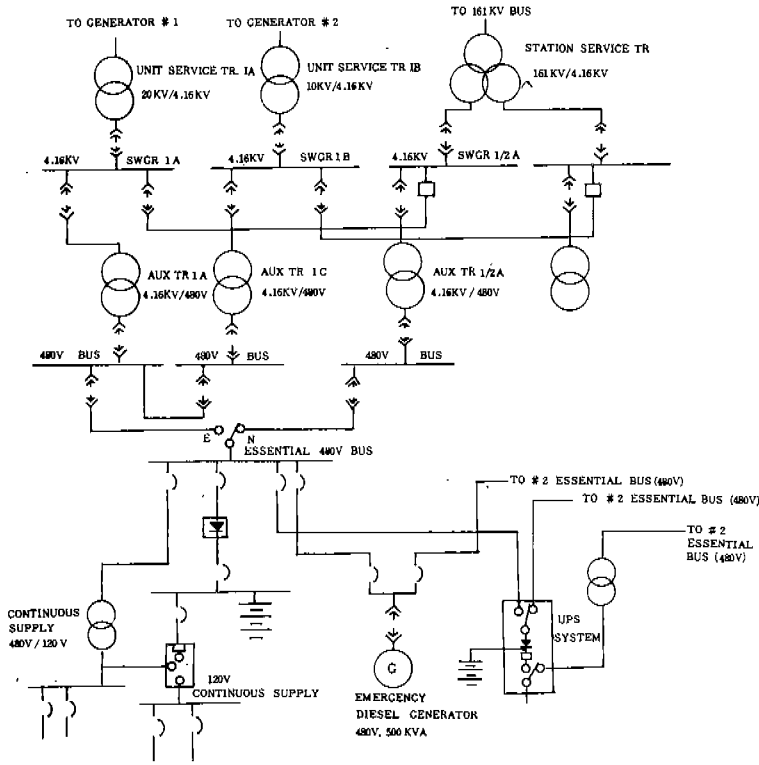 TO GENERATOR # 1
TO GENERATOR # 2
TO 161 KV BUS
UNIT SERVICE TR. IA
20KV/4.16KV
UNIT SERVICE TR IB
10KV/4.16KV
STATION SERVICE TR
161 KV/4.16KV
4.16KV
SWGR 1A
4.16KV
SWGR 1B
4.16KV
SWGR 1/2 A
AUX TR 1A
4.16KV/480V
AUX TR 1C
4.16KV/480V
AUX TR 1/2A
4.16KV / 480V
480V BUS
480V BUS
480V BUS
E
N
ESSENTIAL 480V BUS
TO # 2 ESSENTIAL BUS (480V)
TO # 2 ESSENTIAL BUS (480V)
TO # 2
ESSENTIAL
BUS (480V)
CONTINUOUS
SUPPLY
480V / 120 V
UPS
SYSTEM
120V
CONTINUOUS SUPPLY
G
EMERGENCY
DIESEL GENERATOR
480V, 500 KVA